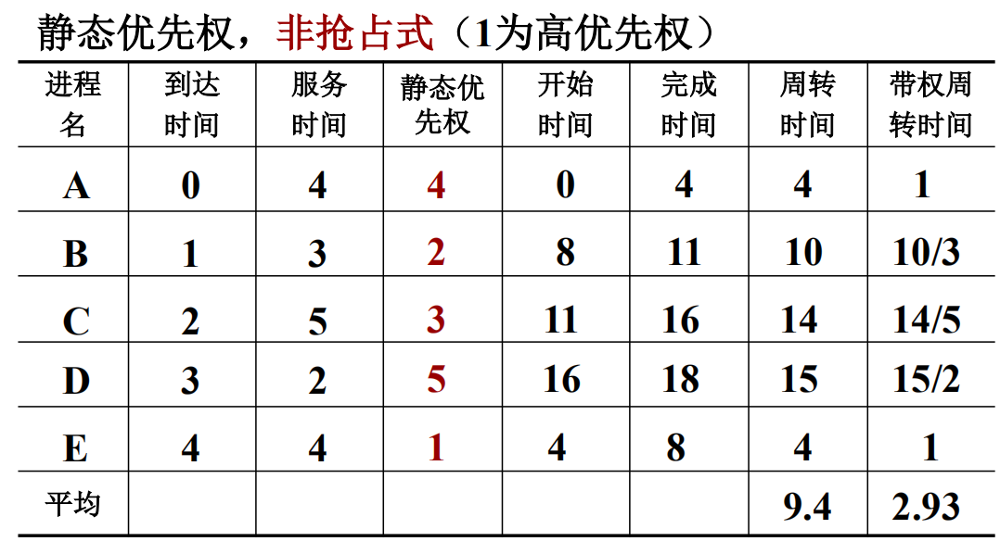 静态优先权，非抢占式（1为高优先权）
进程名 到达时间 服务时间 静态优先权 开始时间 完成时间 周转时间 带权周转时间
A 0 4 4 0 4 4 1
B 1 3 2 8 11 10 10/3
C 2 5 3 11 16 14 14/5
D 3 2 5 16 18 15 15/2
E 4 4 1 4 8 4 1
平均 9.4 2.93